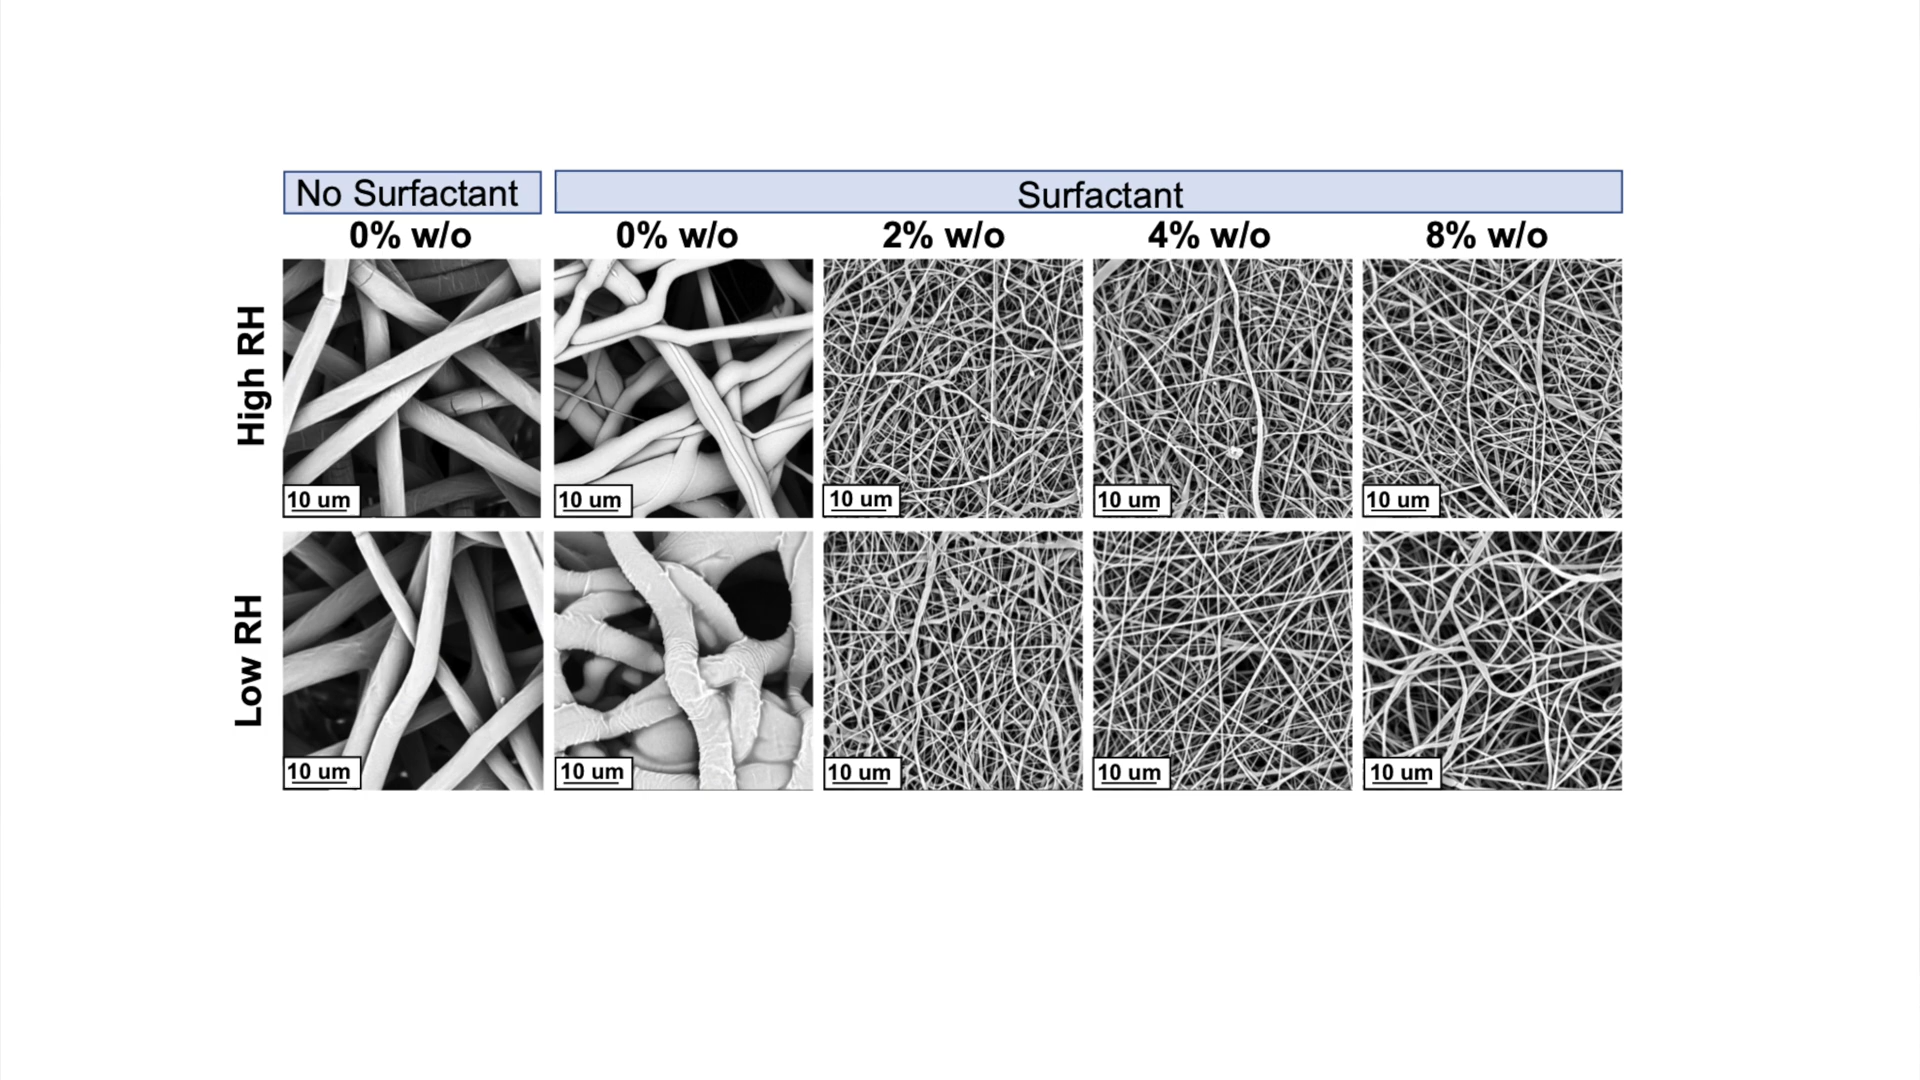 No Surfactant
Surfactant
0% w/o
0% w/o
2% w/o
4% w/o
8% w/o
High RH
10 um
10 um
10 um
10 um
10 um
Low RH
10 um
10 um
10 um
10 um
10 um